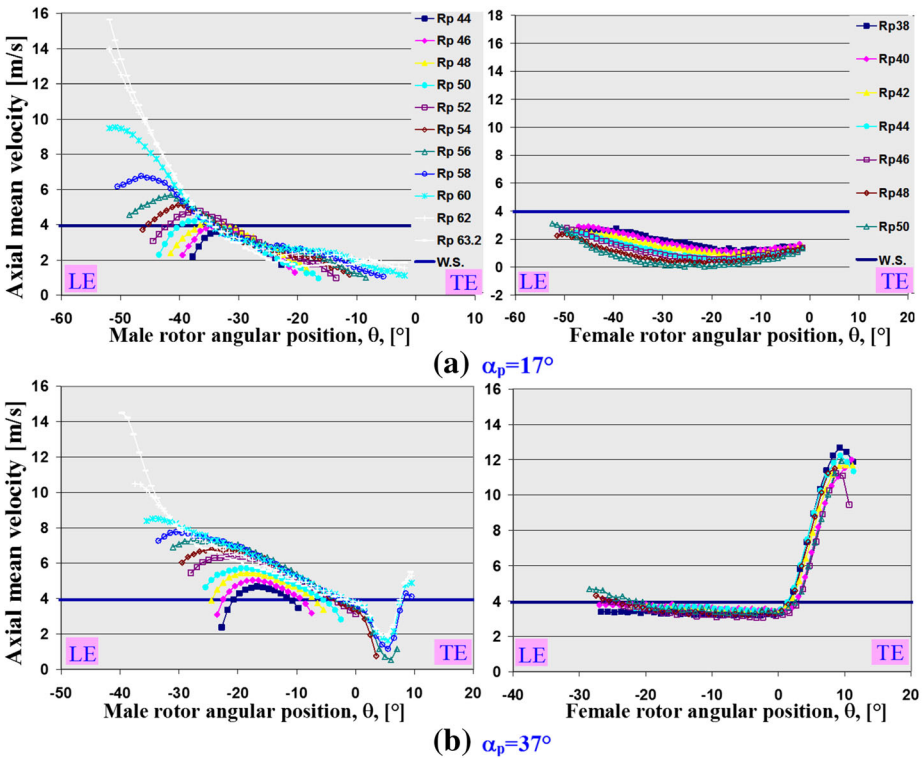 Axial mean velocity [m/s]
16
14
12
10
8
6
4
2
0
-60 -50 -40 -30 -20 -10 0 10
LE
TE
Male rotor angular position, θ, [°]
Rp 44
Rp 46
Rp 48
Rp 50
Rp 52
Rp 54
Rp 56
Rp 58
Rp 60
Rp 62
Rp 63.2
W.S.
18
16
14
12
10
8
6
4
2
0
-2
-60 -50 -40 -30 -20 -10 0 10
LE
TE
Female rotor angular position, θ, [°]
Rp38
Rp40
Rp42
Rp44
Rp46
Rp48
Rp50
W.S.
(a) αp=17°
Axial mean velocity [m/s]
16
14
12
10
8
6
4
2
0
-50 -40 -30 -20 -10 0 10 20
LE
TE
Male rotor angular position, θ, [°]
16
14
12
10
8
6
4
2
0
-40 -30 -20 -10 0 10 20
LE
TE
Female rotor angular position, θ, [°]
(b) αp=37°